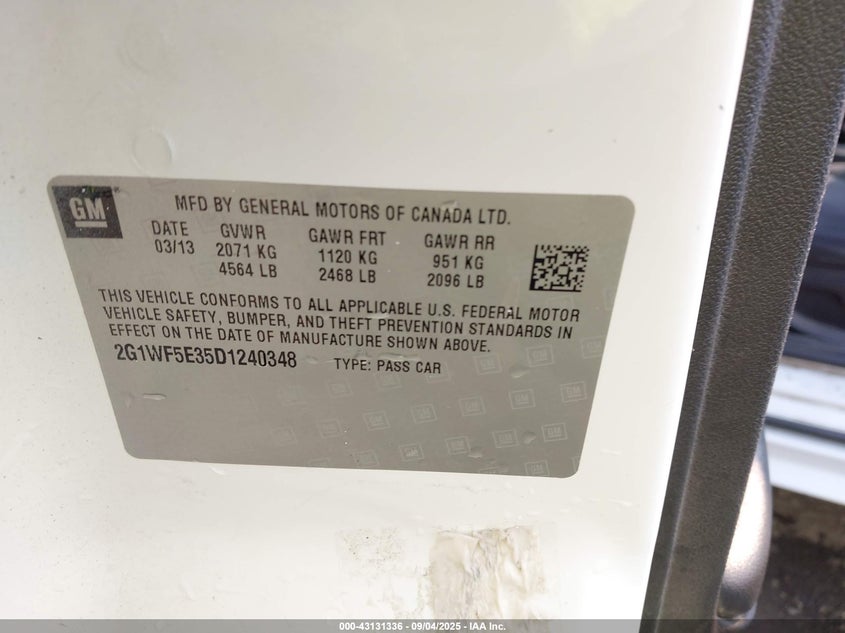 GM
MFD BY GENERAL MOTORS OF CANADA LTD.
DATE GVWR GAWR FRT GAWR RR
03/13 2071 KG 1120 KG 951 KG
4564 LB 2468 LB 2096 LB
THIS VEHICLE CONFORMS TO ALL APPLICABLE U.S. FEDERAL MOTOR
VEHICLE SAFETY, BUMPER, AND THEFT PREVENTION STANDARDS IN
EFFECT ON THE DATE OF MANUFACTURE SHOWN ABOVE.
2G1WF5E35D1240348 TYPE: PASS CAR
000-43131336 - 09/04/2025 - IAA Inc.